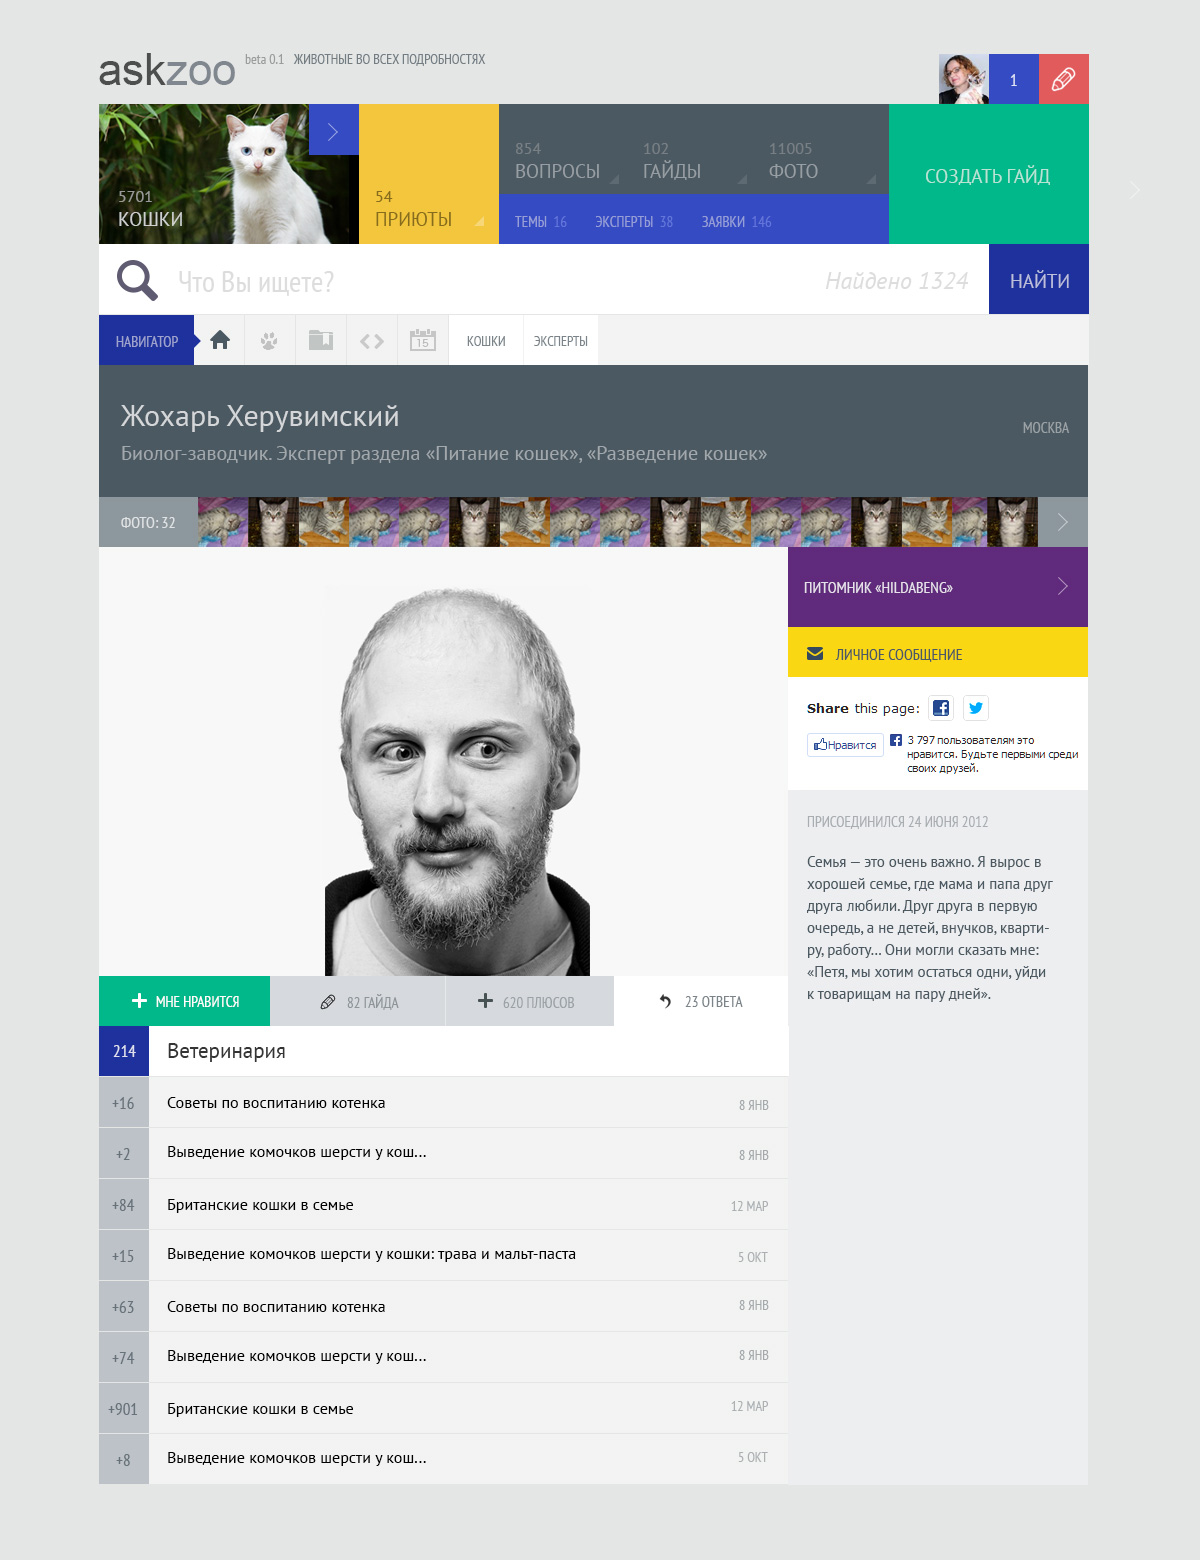 askzoo beta 0.1 ЖИВОТНЫЕ ВО ВСЕХ ПОДРОБНОСТЯХ
1
5701
КОШКИ
54
ПРИЮТЫ
854
ВОПРОСЫ
102
ГАЙДЫ
11005
ФОТО
ТЕМЫ 16 ЭКСПЕРТЫ 38 ЗАЯВКИ 146
СОЗДАТЬ ГАЙД
Что Вы ищете? Найдено 1324 НАЙТИ
НАВИГАТОР 15 КОШКИ ЭКСПЕРТЫ
Жохарь Херувимский
Биолог-заводчик. Эксперт раздела «Питание кошек», «Разведение кошек»
МОСКВА
ФОТО: 32
ПИТОМНИК «HILDABENG»
ЛИЧНОЕ СООБЩЕНИЕ
Share this page:
Нравится
3 797 пользователям это
нравится. Будьте первыми среди
своих друзей.
ПРИСОЕДИНИЛСЯ 24 ИЮНЯ 2012
Семья — это очень важно. Я вырос в
хорошей семье, где мама и папа друг
друга любили. Друг друга в первую
очередь, а не детей, внучков, кварти-
ру, работу... Они могли сказать мне:
«Петя, мы хотим остаться одни, уйди
к товарищам на пару дней».
МНЕ НРАВИТСЯ 82 ГАЙДА 620 ПЛЮСОВ 23 ОТВЕТА
214 Ветеринария
+16 Советы по воспитанию котенка 8 ЯНВ
+2 Выведение комочков шерсти у кош... 8 ЯНВ
+84 Британские кошки в семье 12 МАР
+15 Выведение комочков шерсти у кошки: трава и мальт-паста 5 ОКТ
+63 Советы по воспитанию котенка 8 ЯНВ
+74 Выведение комочков шерсти у кош... 8 ЯНВ
+901 Британские кошки в семье 12 МАР
+8 Выведение комочков шерсти у кош... 5 ОКТ